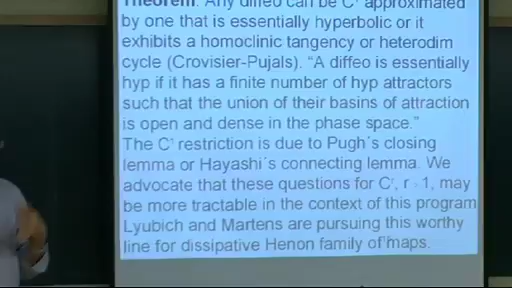 Theorem: Any diffeo can be C¹ approximated
by one that is essentially hyperbolic or it
exhibits a homoclinic tangency or heterodim
cycle (Crovisier-Pujals). “A diffeo is essentially
hyp if it has a finite number of hyp attractors
such that the union of their basins of attraction
is open and dense in the phase space.”
The C¹ restriction is due to Pugh´s closing
lemma or Hayashi´s connecting lemma. We
advocate that these questions for Cʳ, r 1, may
be more tractable in the context of this program
Lyubich and Martens are pursuing this worthy
line for dissipative Henon family of maps.